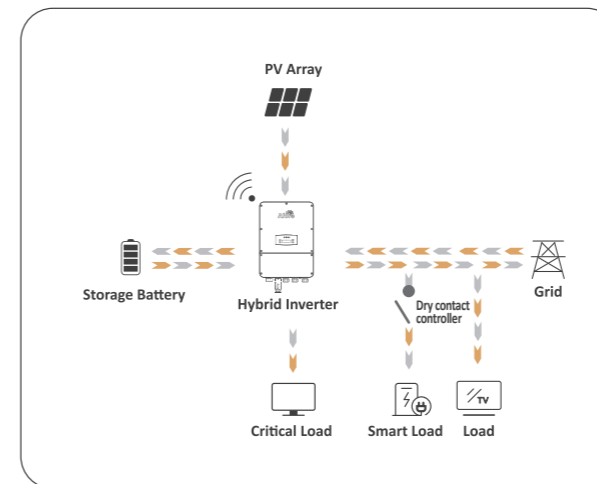 PV Array
Storage Battery
Hybrid Inverter
Grid
Dry contact
controller
Critical Load
Smart Load
TV
Load